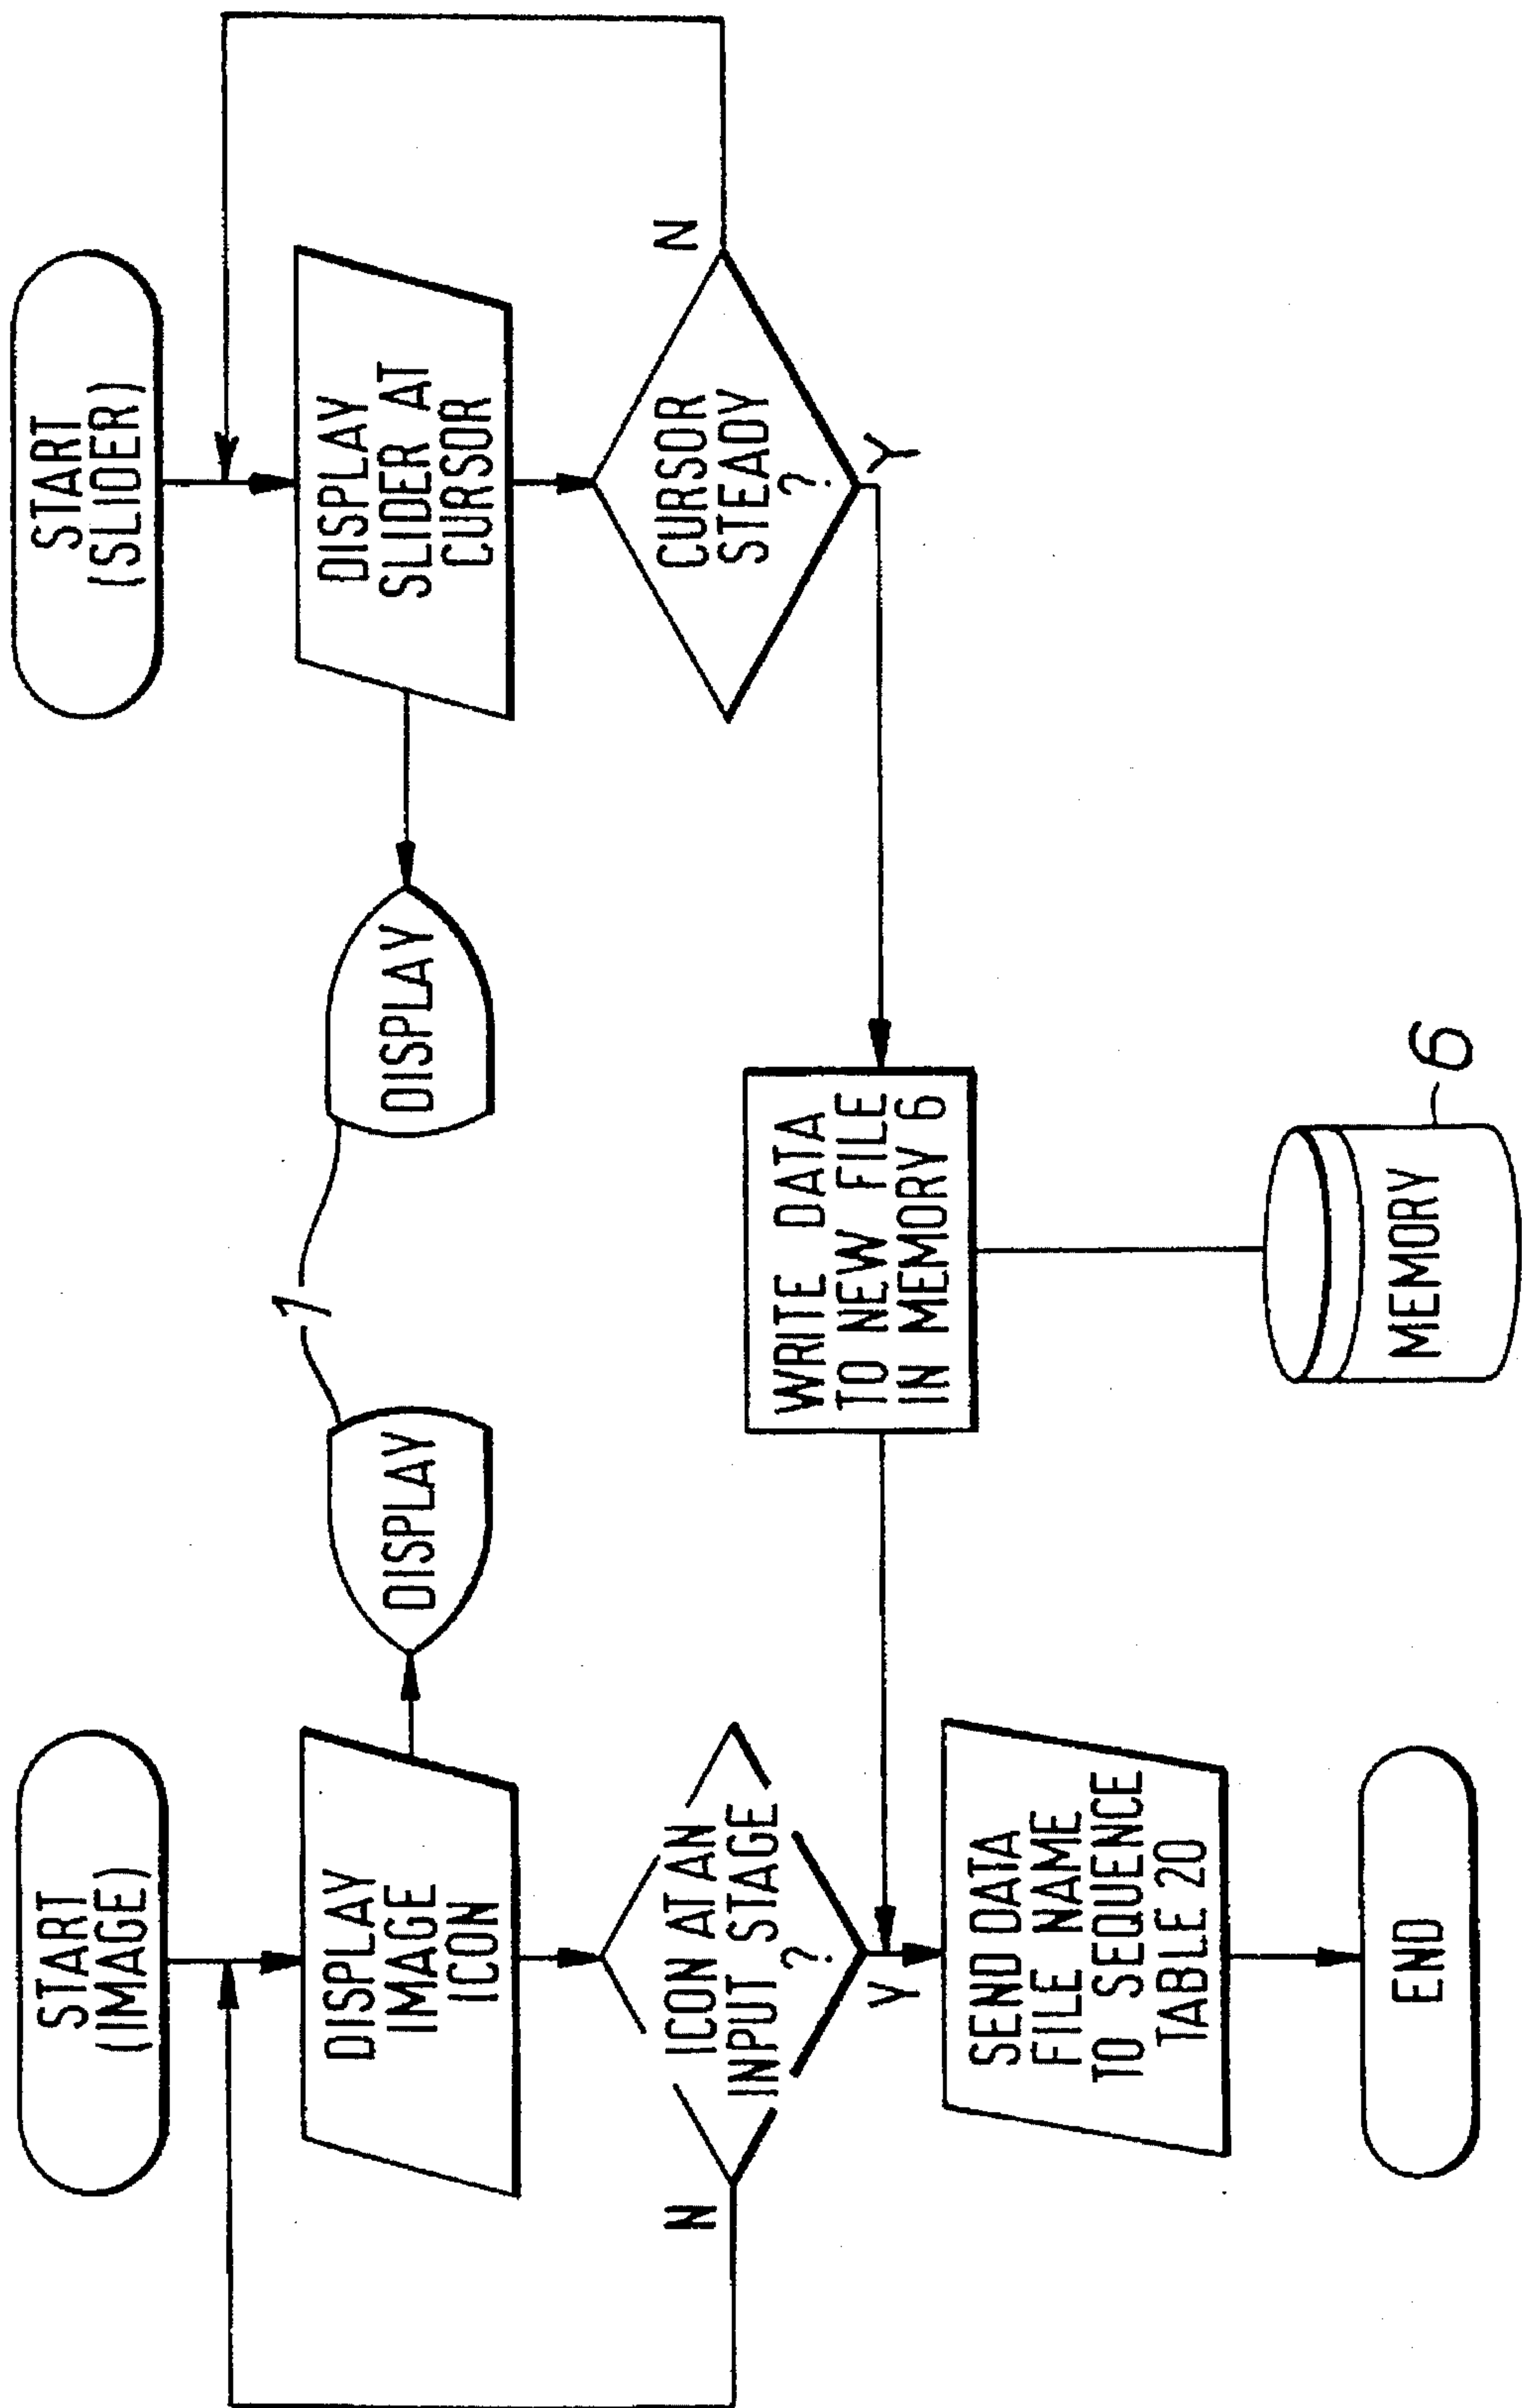 START
(IMAGE)
DISPLAY
IMAGE
ICON
DISPLAY
ICON AT AN
INPUT STAGE
?
N
Y
SEND DATA
FILE NAME
TO SEQUENCE
TABLE 20
END
1
START
(SLIDER)
DISPLAY
SLIDER AT
CURSOR
DISPLAY
CURSOR
STEADY
?
N
Y
WRITE DATA
TO NEW FILE
IN MEMORY 6
MEMORY
6